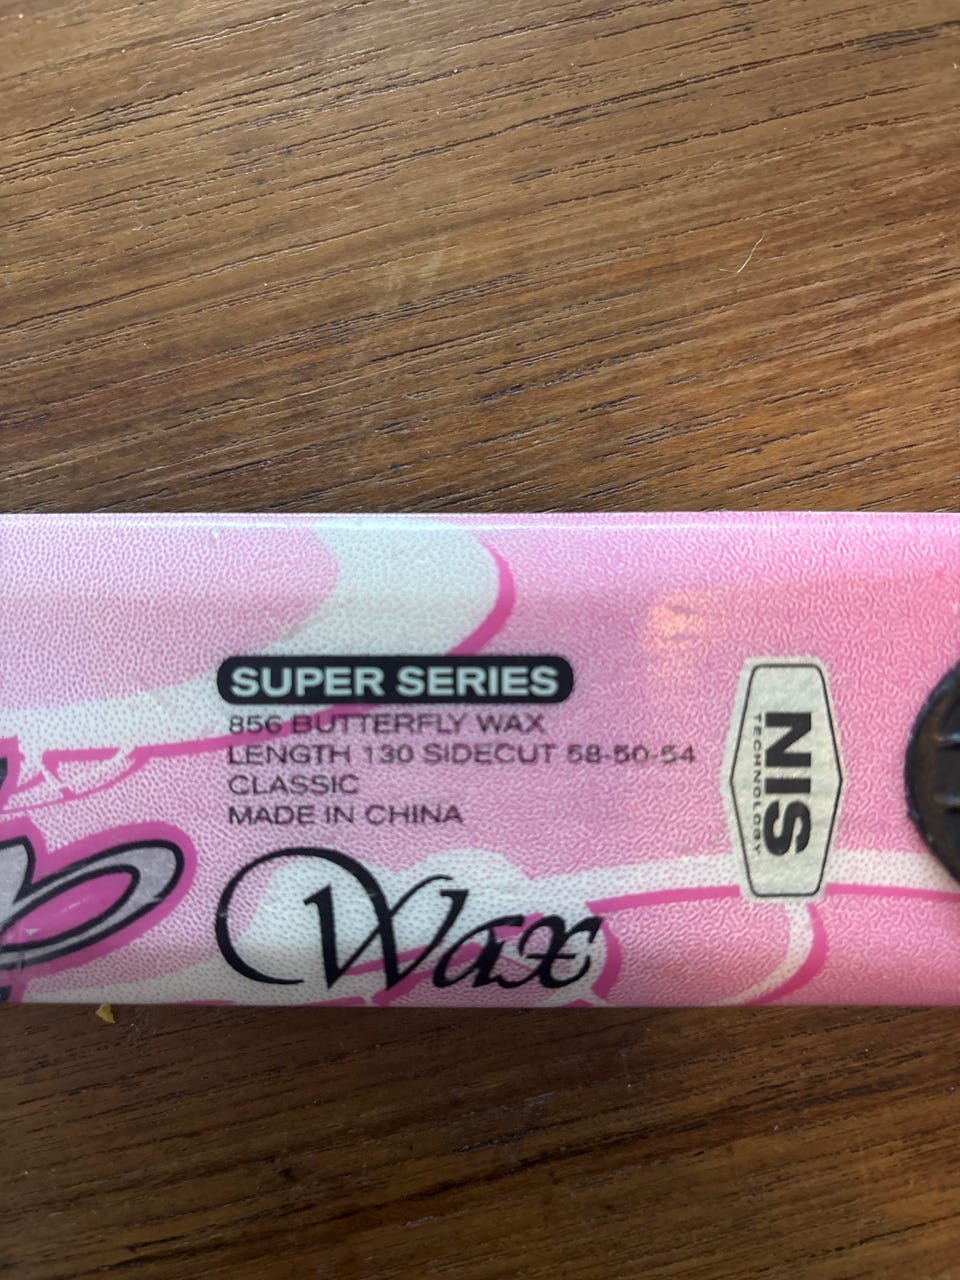 SUPER SERIES
856 BUTTERFLY WAX
LENGTH 130 SIDECUT 58-50-54
CLASSIC
MADE IN CHINA
Wax
NIS
TECHNOLOGY